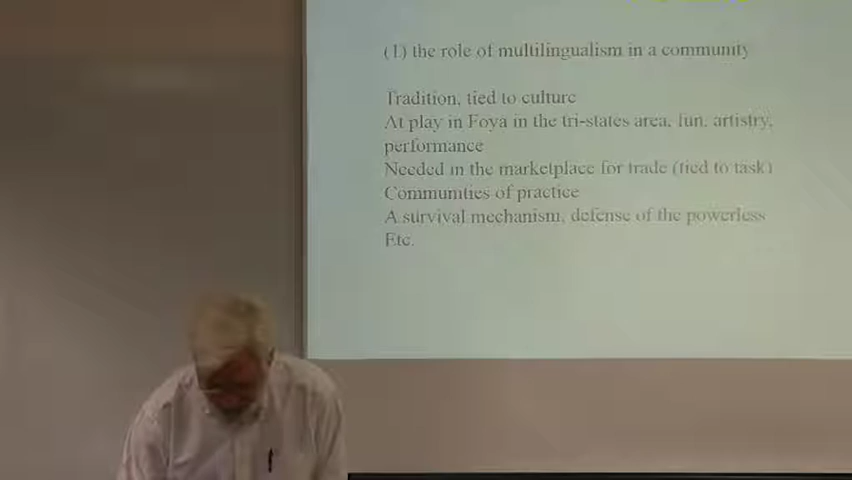 (1) the role of multilingualism in a community
Tradition, tied to culture
At play in Foya in the tri-states area, fun, artistry,
performance
Needed in the marketplace for trade (tied to task)
Communities of practice
A survival mechanism, defense of the powerless
Etc.